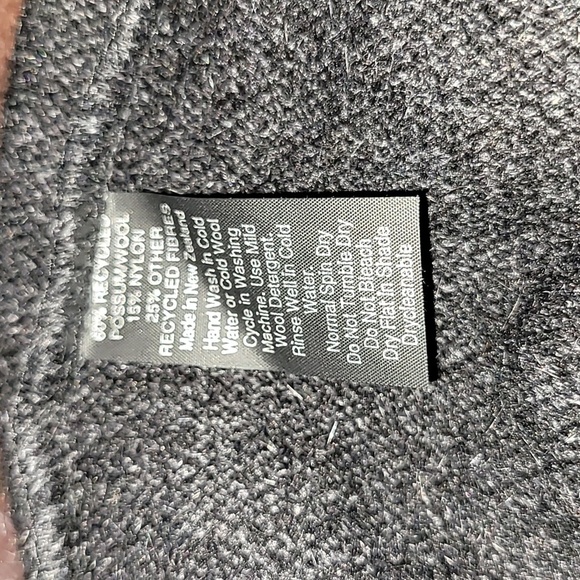 60% RECYCLED
POSSUM/WOOL
15% NYLON
25% OTHER
RECYCLED FIBRES
Made in New Zealand
Hand Wash in Cold
Water or Cold Wool
Cycle in Washing
Machine. Use Mild
Wool Detergent.
Rinse Well in Cold
Water.
Normal Spin Dry
Do Not Tumble Dry
Do Not Bleach
Dry Flat in Shade
Drycleanable